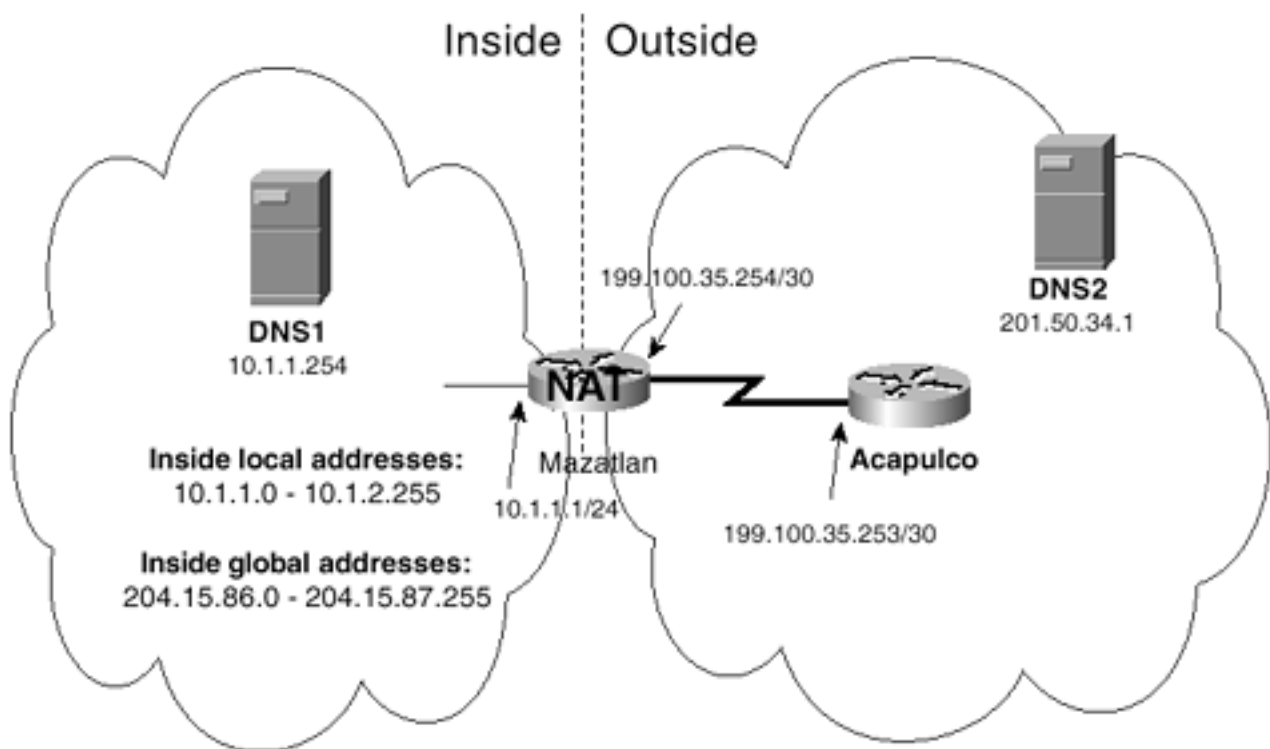 Inside Outside
DNS1
10.1.1.254
199.100.35.254/30
DNS2
201.50.34.1
NAT
Mazatlan
10.1.1.1/24
Acapulco
199.100.35.253/30
Inside local addresses:
10.1.1.0 - 10.1.2.255
Inside global addresses:
204.15.86.0 - 204.15.87.255